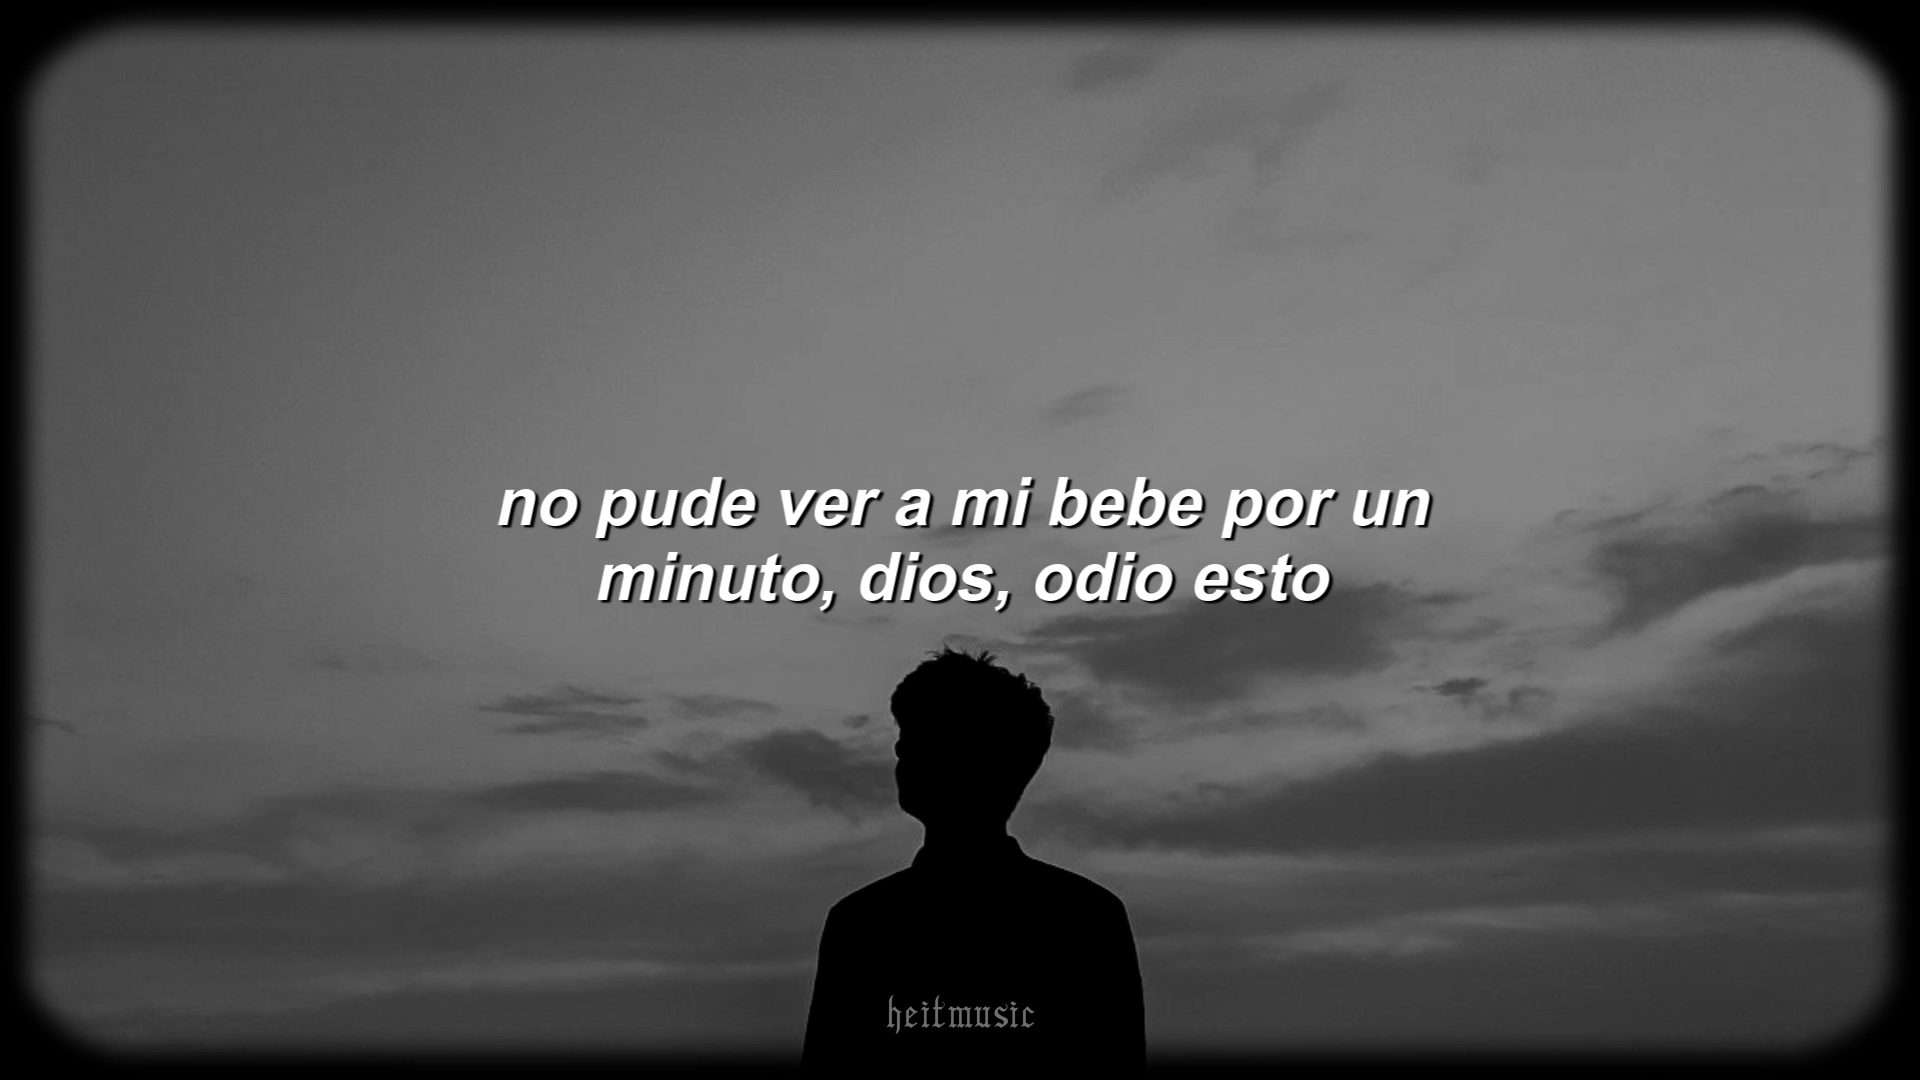 no pude ver a mi bebe por un
minuto, dios, odio esto
heitmusic